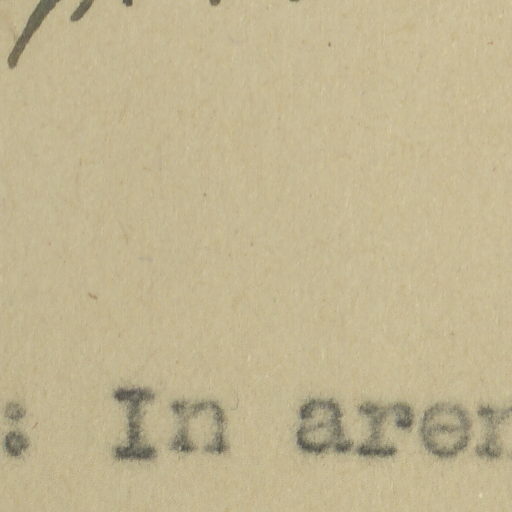 : In aren